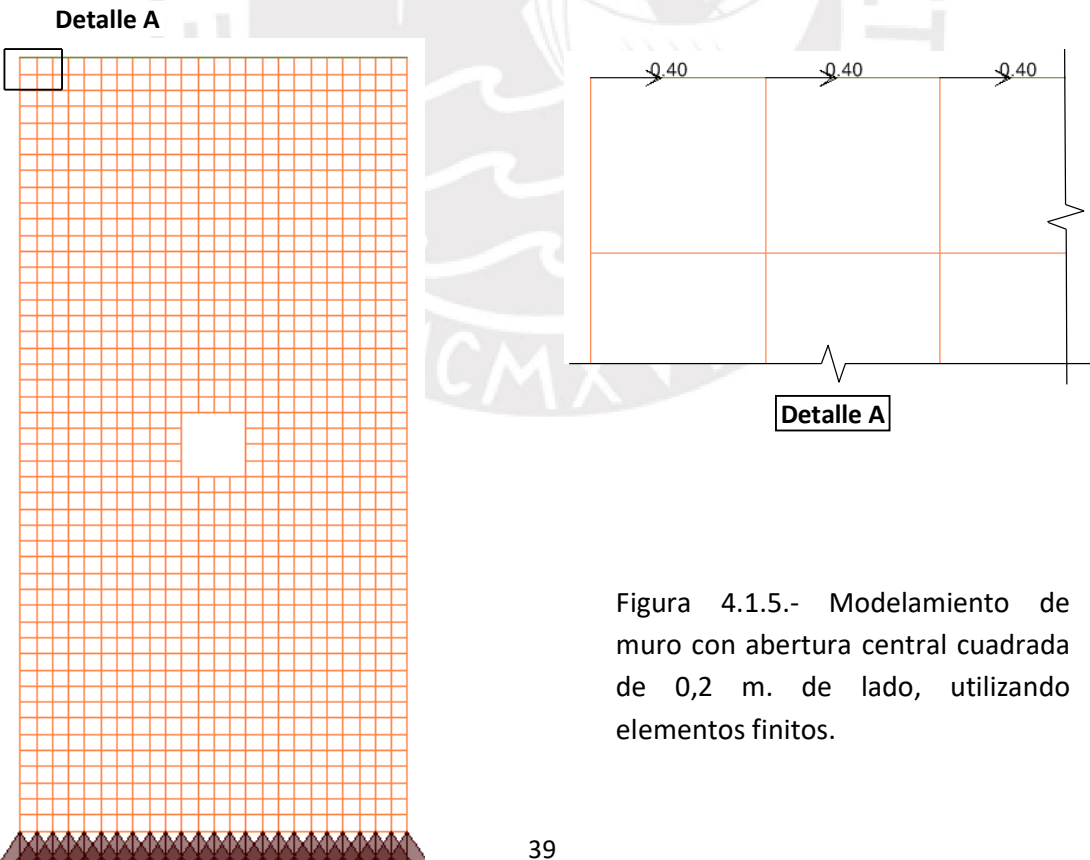 Detalle A
0.40 0.40 0.40
CMXVI
Detalle A
Figura 4.1.5.- Modelamiento de
muro con abertura central cuadrada
de 0,2 m. de lado, utilizando
elementos finitos.
39